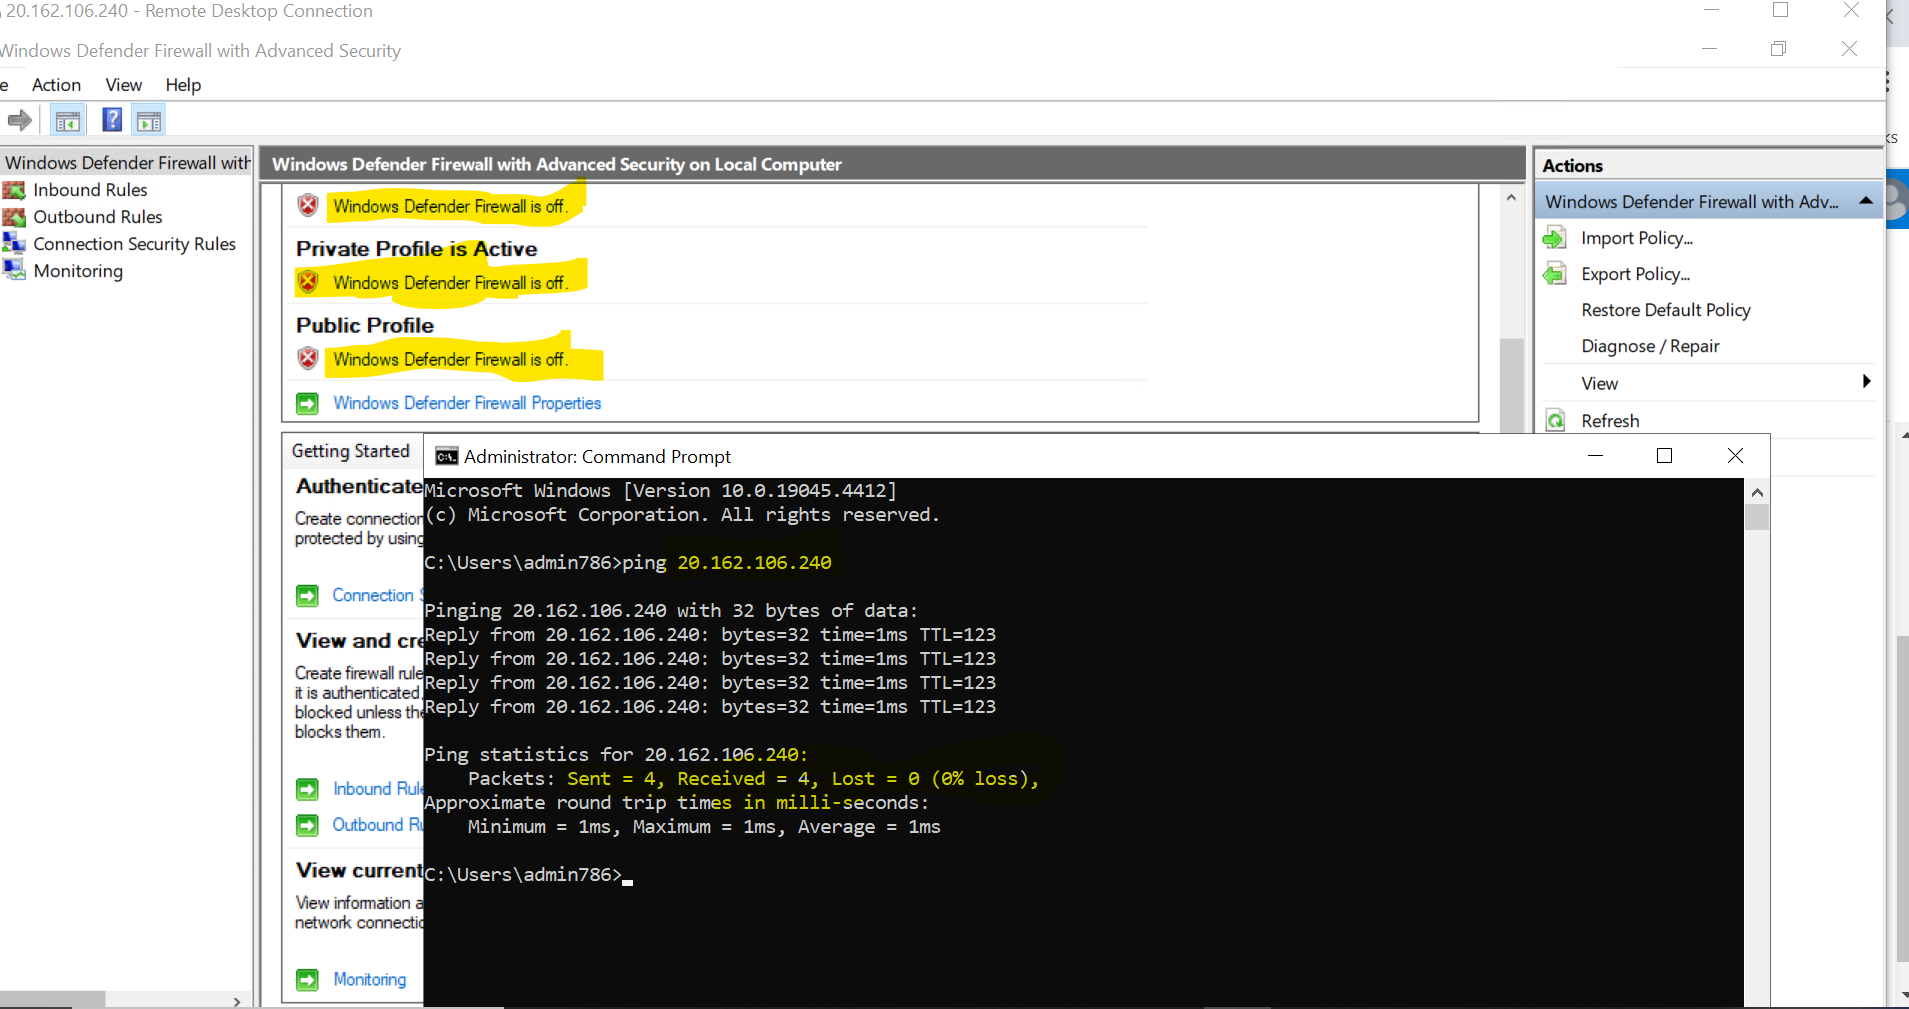 20.162.106.240 - Remote Desktop Connection
Windows Defender Firewall with Advanced Security
e Action View Help
Windows Defender Firewall with
Inbound Rules
Outbound Rules
Connection Security Rules
Monitoring
Windows Defender Firewall with Advanced Security on Local Computer
Windows Defender Firewall is off.
Private Profile is Active
Windows Defender Firewall is off.
Public Profile
Windows Defender Firewall is off.
Windows Defender Firewall Properties
Getting Started
Authenticate
Create connection
protected by using
Connection S
View and cre
Create firewall rule
it is authenticated
blocked unless the
blocks them.
Inbound Rule
Outbound Ru
View current
View information a
network connectio
Monitoring
Actions
Windows Defender Firewall with Adv...
Import Policy...
Export Policy...
Restore Default Policy
Diagnose / Repair
View
Refresh
ks
Administrator: Command Prompt
Microsoft Windows [Version 10.0.19045.4412]
(c) Microsoft Corporation. All rights reserved.
C:\Users\admin786>ping 20.162.106.240
Pinging 20.162.106.240 with 32 bytes of data:
Reply from 20.162.106.240: bytes=32 time=1ms TTL=123
Reply from 20.162.106.240: bytes=32 time=1ms TTL=123
Reply from 20.162.106.240: bytes=32 time=1ms TTL=123
Reply from 20.162.106.240: bytes=32 time=1ms TTL=123
Ping statistics for 20.162.106.240:
Packets: Sent = 4, Received = 4, Lost = 0 (0% loss),
Approximate round trip times in milli-seconds:
Minimum = 1ms, Maximum = 1ms, Average = 1ms
C:\Users\admin786>